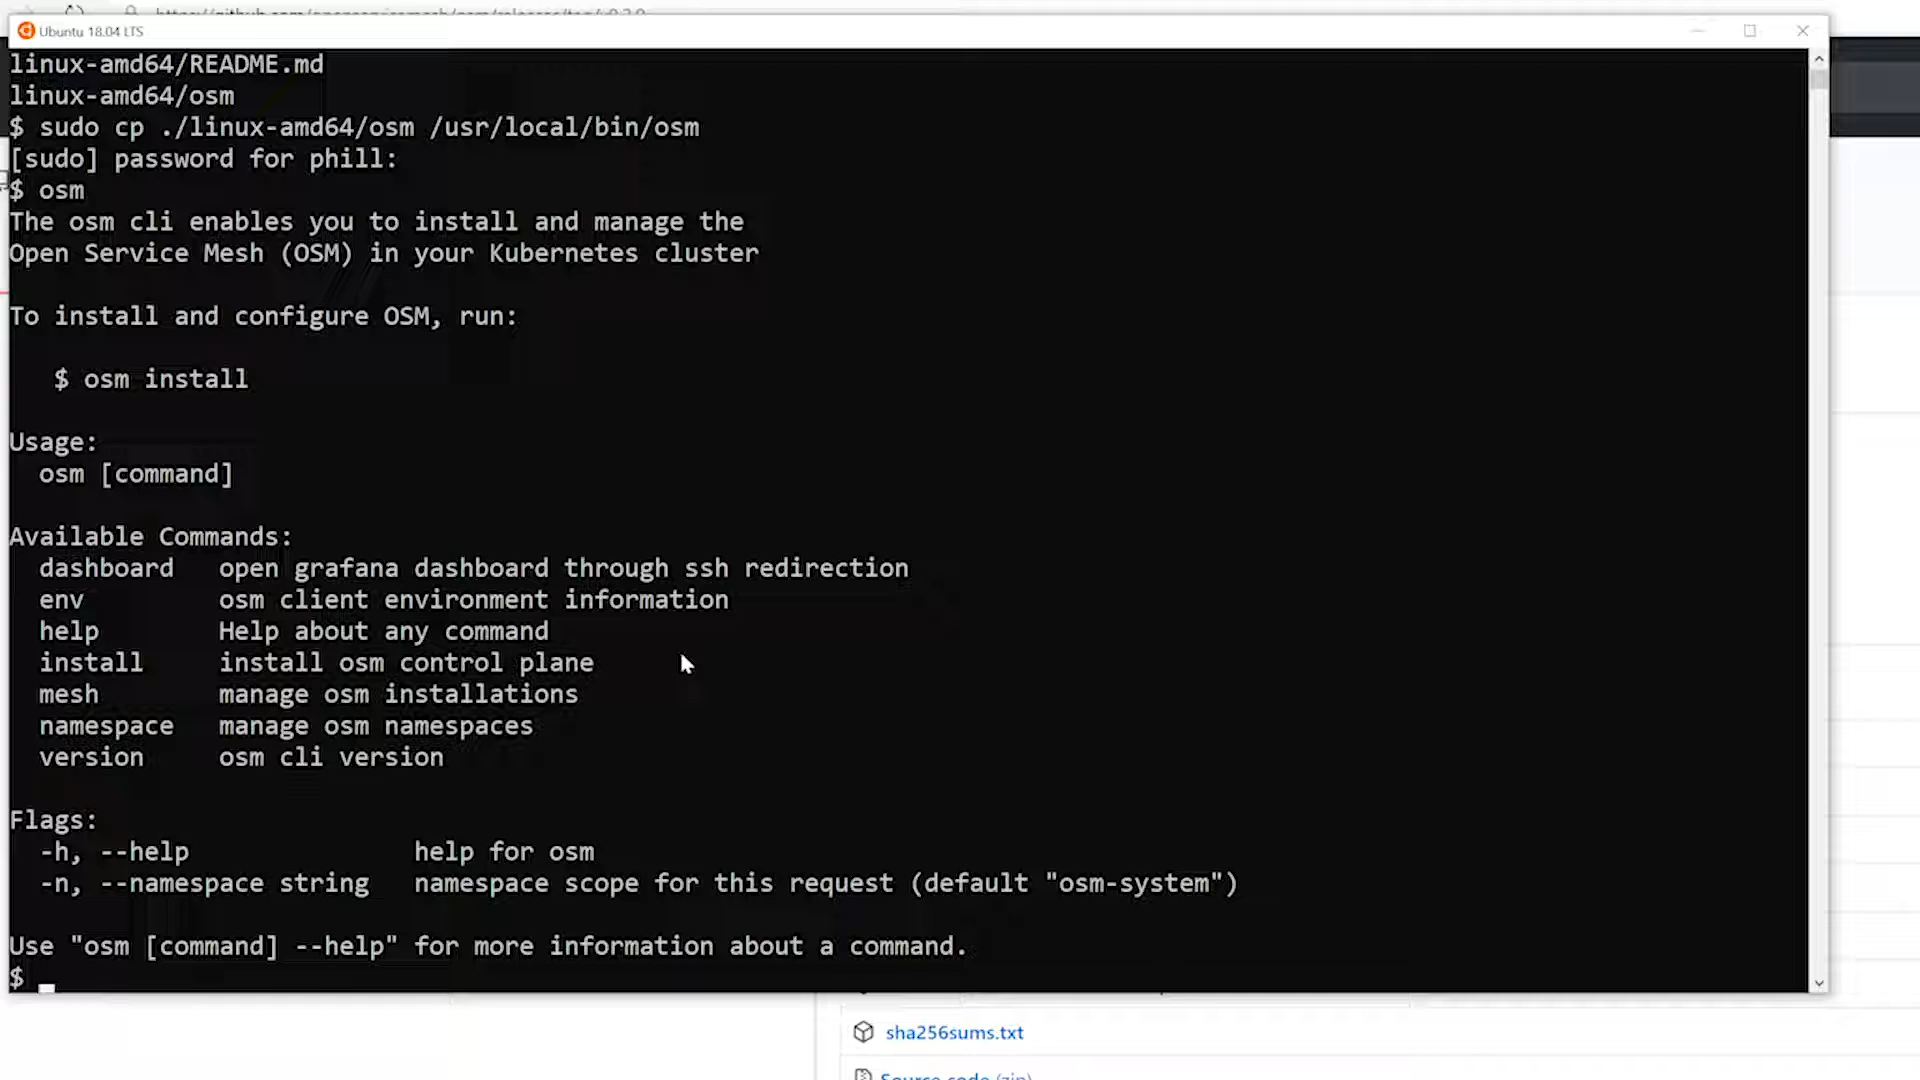 Ubuntu 18.04 LTS
linux-amd64/README.md
linux-amd64/osm
$ sudo cp ./linux-amd64/osm /usr/local/bin/osm
[sudo] password for phill:
$ osm
The osm cli enables you to install and manage the
Open Service Mesh (OSM) in your Kubernetes cluster
To install and configure OSM, run:
$ osm install
Usage:
osm [command]
Available Commands:
dashboard open grafana dashboard through ssh redirection
env osm client environment information
help Help about any command
install install osm control plane
mesh manage osm installations
namespace manage osm namespaces
version osm cli version
Flags:
-h, --help help for osm
-n, --namespace string namespace scope for this request (default "osm-system")
Use "osm [command] --help" for more information about a command.
$
sha256sums.txt
Source code (zip)